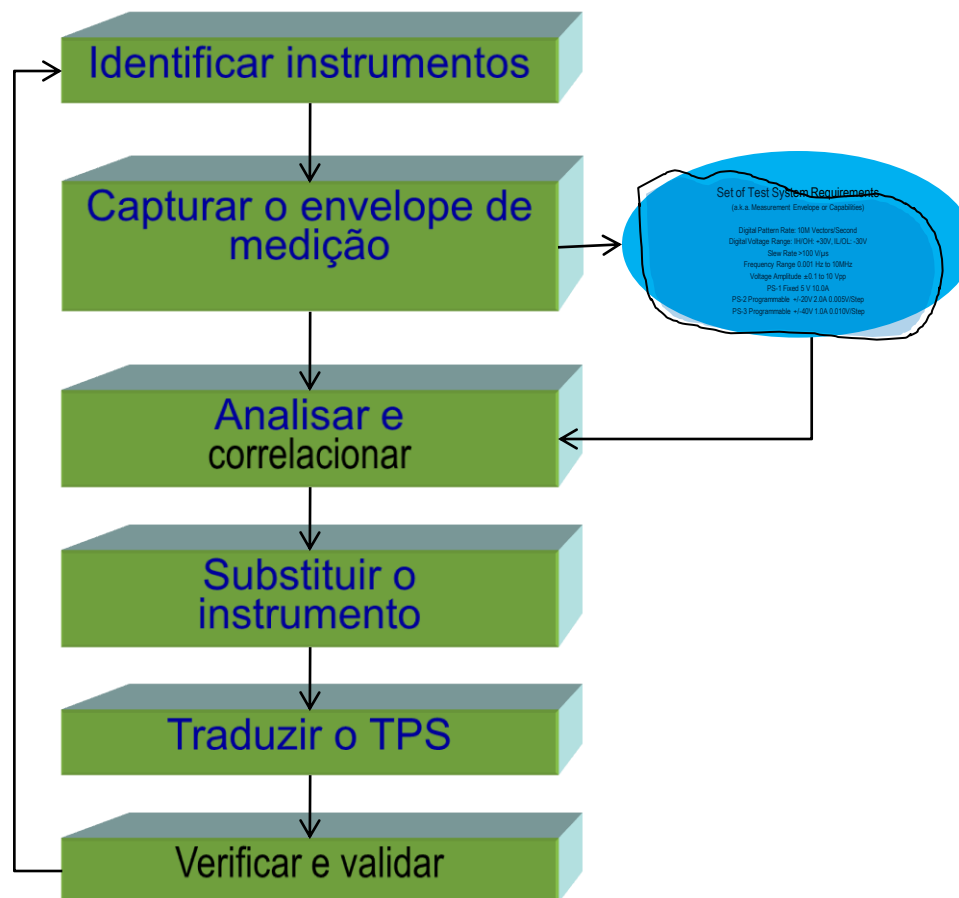 Identificar instrumentos
Capturar o envelope de
medição
Set of Test System Requirements
(a.k.a. Measurement Envelope or Capabilities)
Digital Pattern Rate: 10M Vectors/Second
Digital Voltage Range: IH/OH: +30V, IL/OL: -30V
Slew Rate >100 V/µs
Frequency Range 0.001 Hz to 10MHz
Voltage Amplitude ±0.1 to 10 Vpp
PS-1 Fixed 5 V 10.0A
PS-2 Programmable +/-20V 2.0A 0.005V/Step
PS-3 Programmable +/-40V 1.0A 0.010V/Step
Analisar e
correlacionar
Substituir o
instrumento
Traduzir o TPS
Verificar e validar